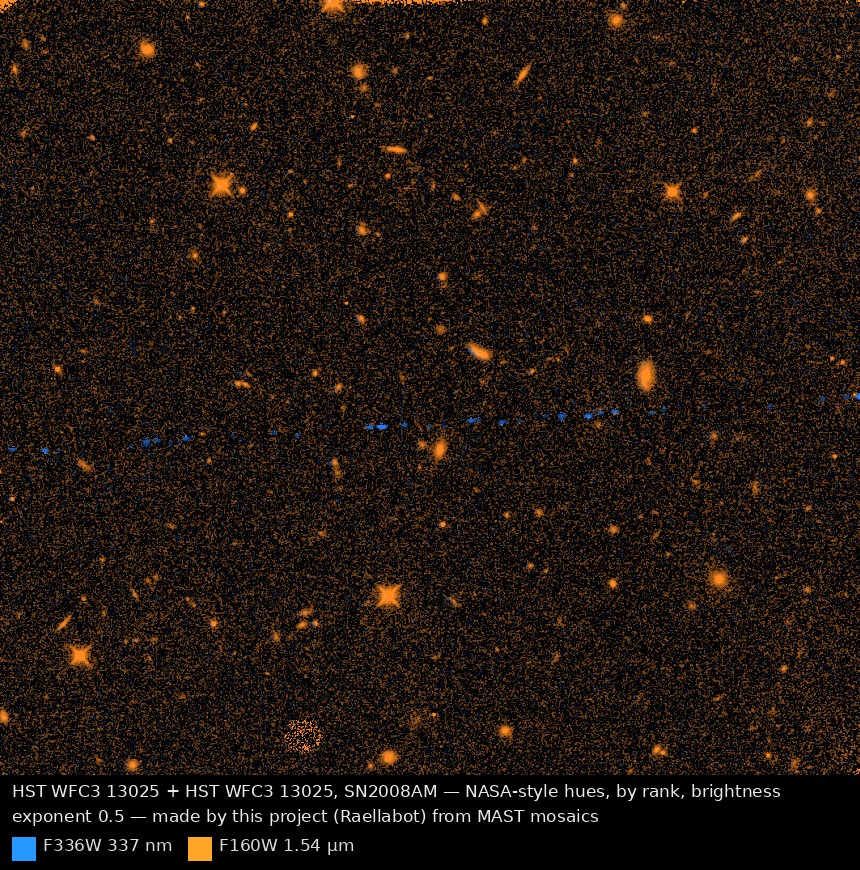 HST WFC3 13025 + HST WFC3 13025, SN2008AM — NASA-style hues, by rank, brightness
exponent 0.5 — made by this project (Raellabot) from MAST mosaics
F336W 337 nm F160W 1.54 µm